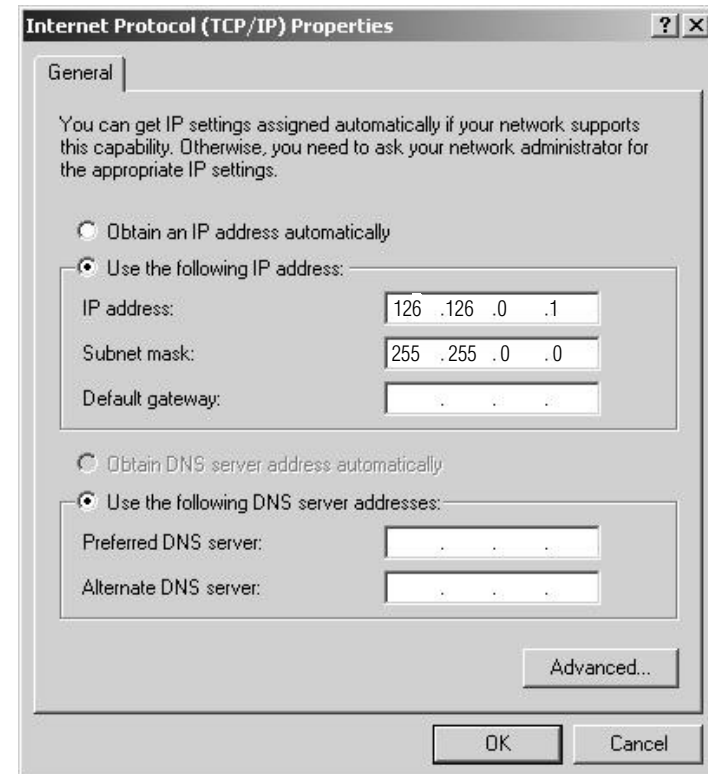 Internet Protocol (TCP/IP) Properties
General
You can get IP settings assigned automatically if your network supports
this capability. Otherwise, you need to ask your network administrator for
the appropriate IP settings.
Obtain an IP address automatically
Use the following IP address:
IP address: 126 .126 .0 .1
Subnet mask: 255 .255 .0 .0
Default gateway: . . .
Obtain DNS server address automatically
Use the following DNS server addresses:
Preferred DNS server: . . .
Alternate DNS server: . . .
Advanced...
OK Cancel